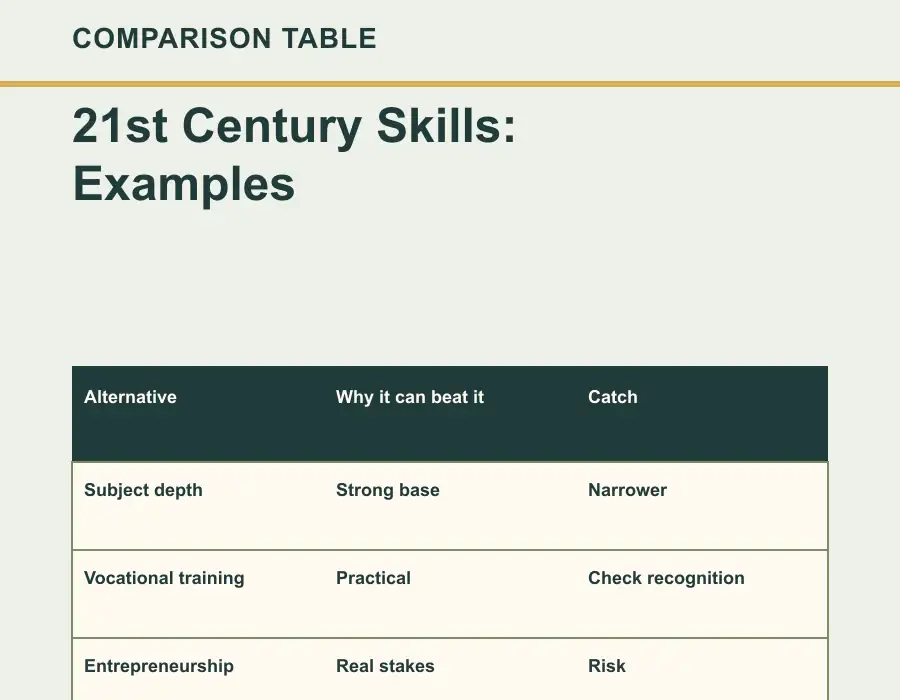 COMPARISON TABLE
21st Century Skills:
Examples
Alternative Why it can beat it Catch
Subject depth Strong base Narrower
Vocational training Practical Check recognition
Entrepreneurship Real stakes Risk